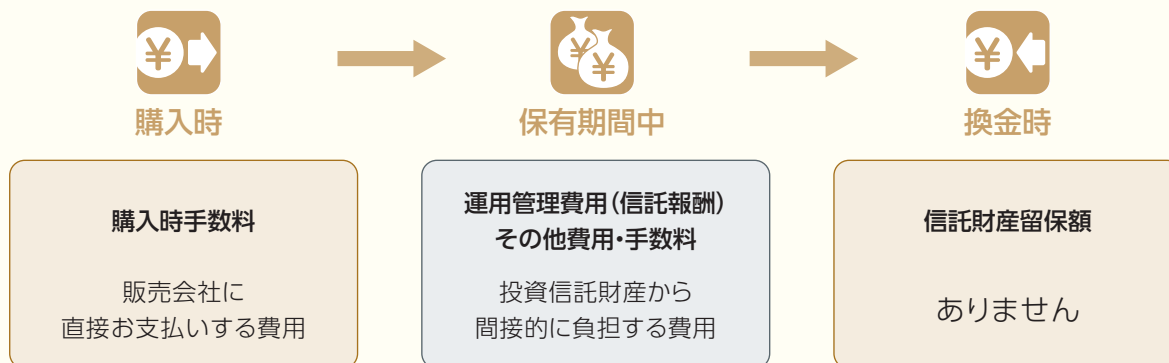 購入時
保有期間中
換金時
購入時手数料
販売会社に
直接お支払いする費用
運用管理費用(信託報酬)
その他費用・手数料
投資信託財産から
間接的に負担する費用
信託財産留保額
ありません